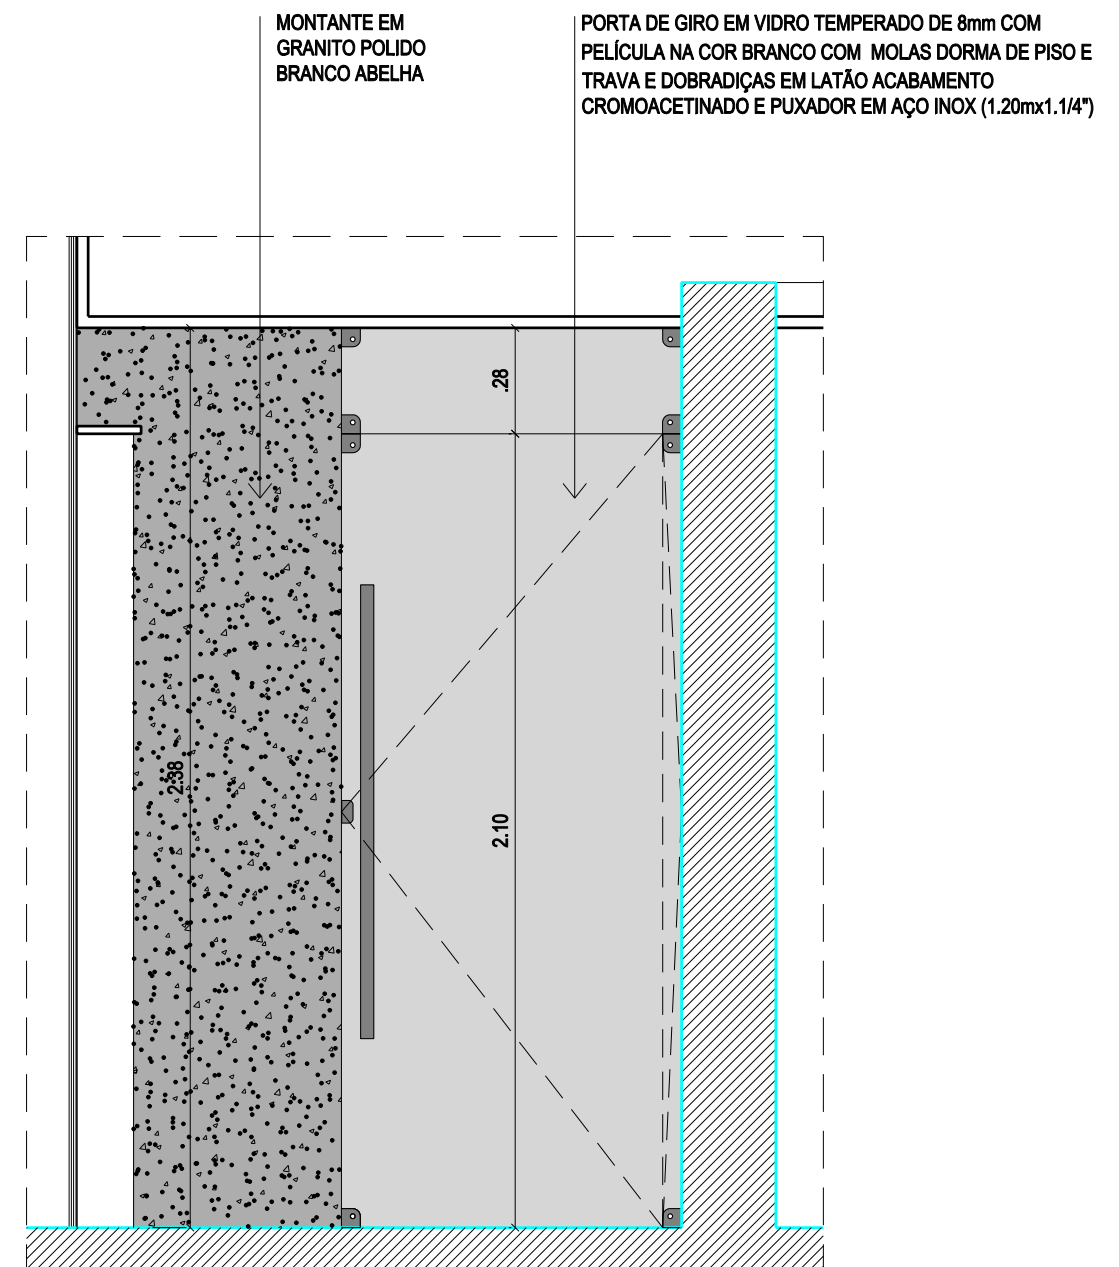 MONTANTE EM
GRANITO POLIDO
BRANCO ABELHA
PORTA DE GIRO EM VIDRO TEMPERADO DE 8mm COM
PELÍCULA NA COR BRANCO COM MOLAS DORMA DE PISO E
TRAVA E DOBRADIÇAS EM LATÃO ACABAMENTO
CROMOACETINADO E PUXADOR EM AÇO INOX (1.20mx1.1/4")
.28
2.38
2.10